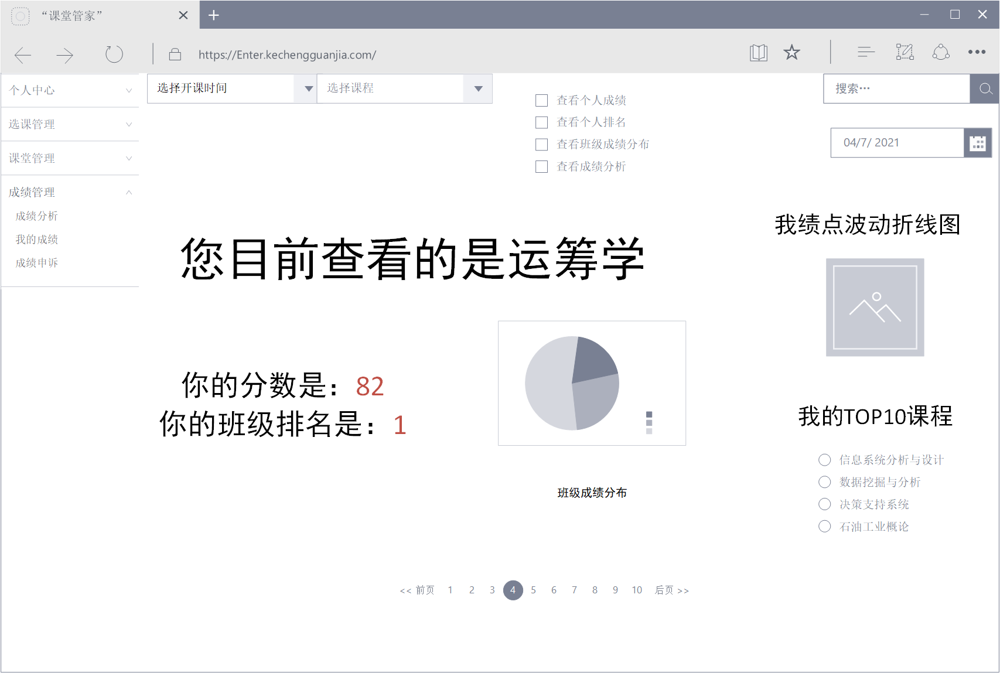 “课堂管家”
https://Enter.kechengguanjia.com/
个人中心
选课管理
课堂管理
成绩管理
成绩分析
我的成绩
成绩申诉
选择开课时间
选择课程
查看个人成绩
查看个人排名
查看班级成绩分布
查看成绩分析
搜索…
04/7/ 2021
您目前查看的是运筹学
你的分数是：82
你的班级排名是：1
班级成绩分布
我绩点波动折线图
我的TOP10课程
信息系统分析与设计
数据挖掘与分析
决策支持系统
石油工业概论
<< 前页 1 2 3 4 5 6 7 8 9 10 后页 >>